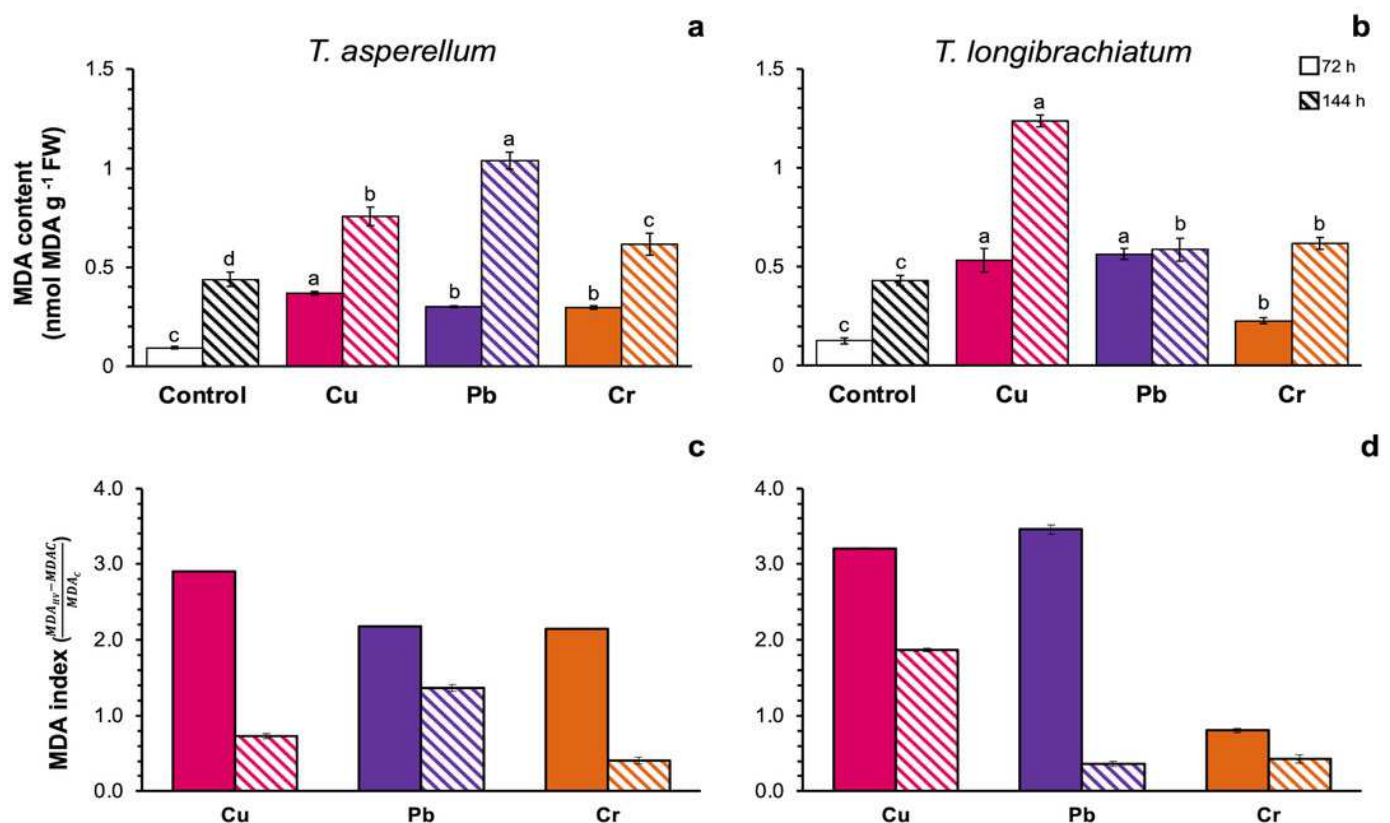 a
b
T. asperellum
T. longibrachiatum
72 h
144 h
MDA content
(nmol MDA g -1 FW)
1.5
1
0.5
0
c
d
a
b
b
a
b
c
Control
Cu
Pb
Cr
1.5
1
0.5
0
c
c
a
a
a
b
b
b
Control
Cu
Pb
Cr
c
d
MDA index (MDA_HV−MDAC / MDA_C)
4.0
3.0
2.0
1.0
0.0
Cu
Pb
Cr
4.0
3.0
2.0
1.0
0.0
Cu
Pb
Cr